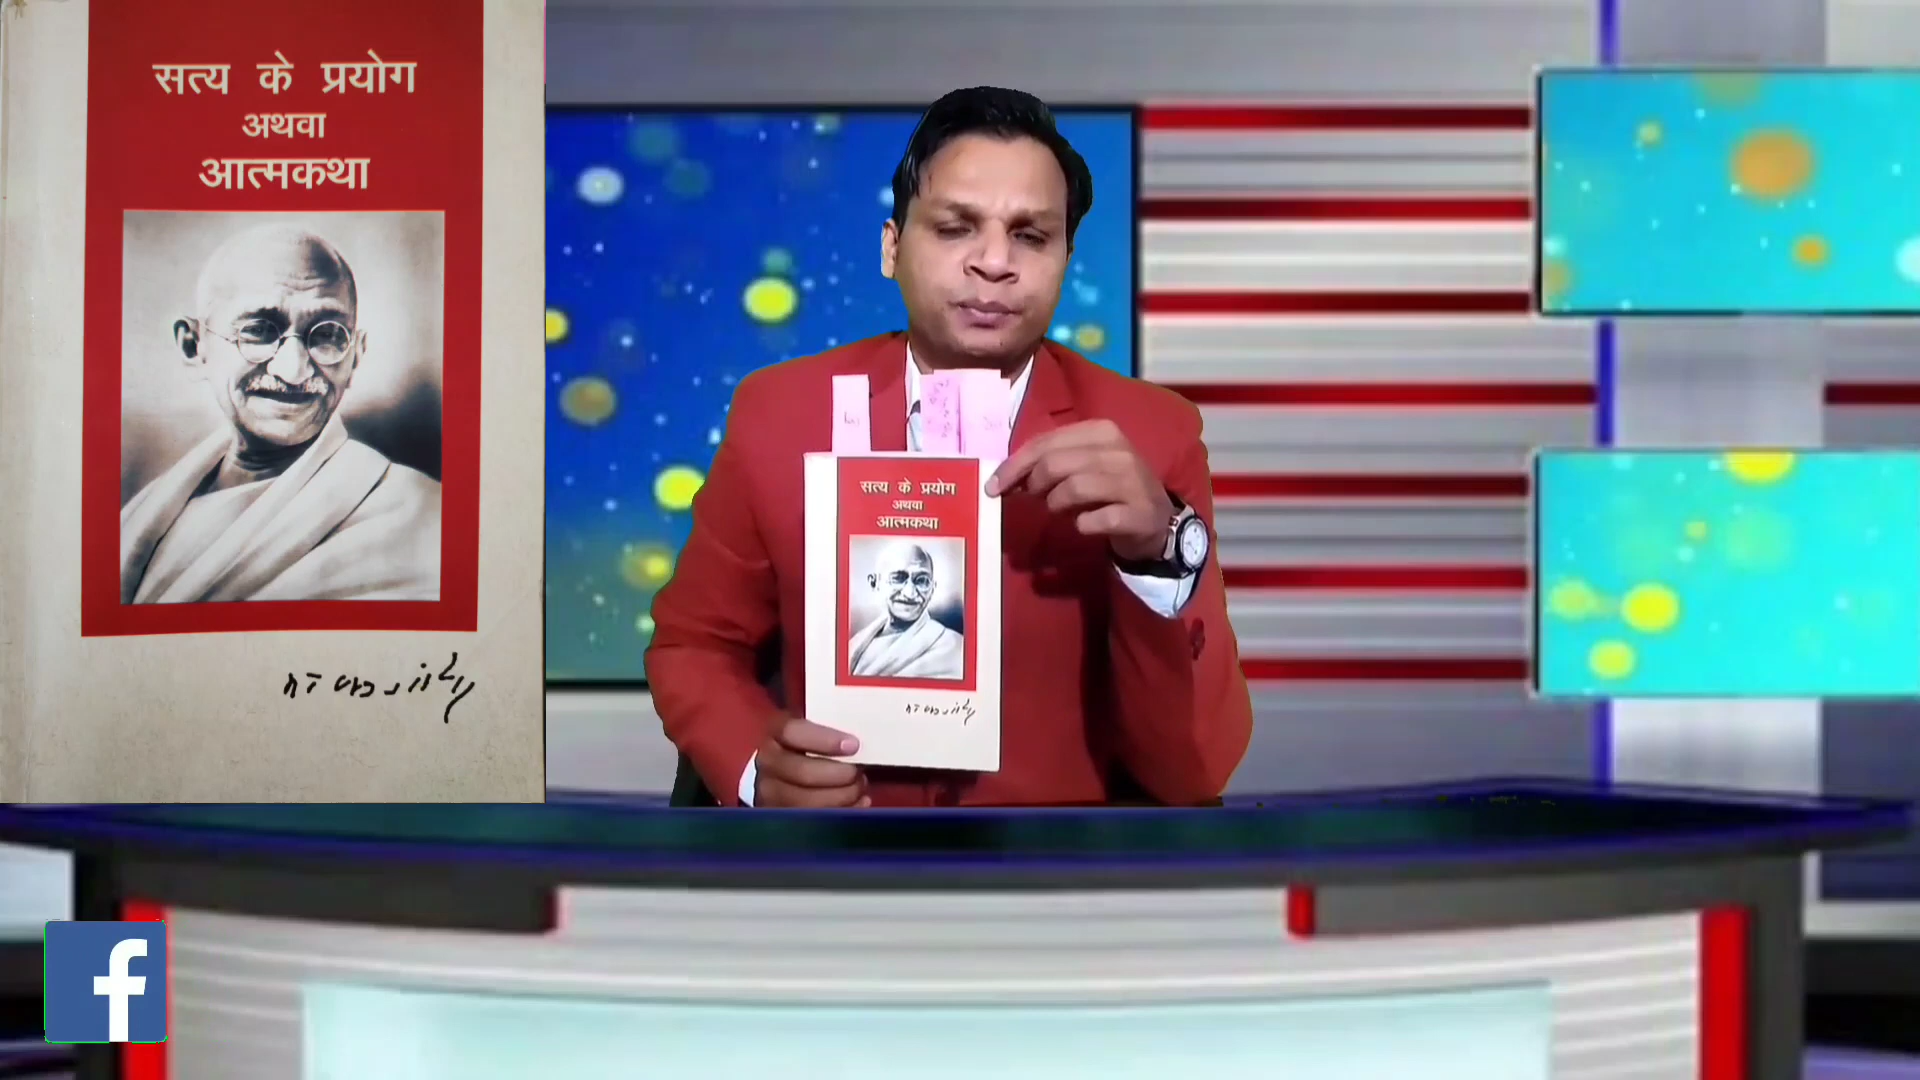 सत्य के प्रयोग
अथवा
आत्मकथा
सत्य के प्रयोग
अथवा
आत्मकथा
f